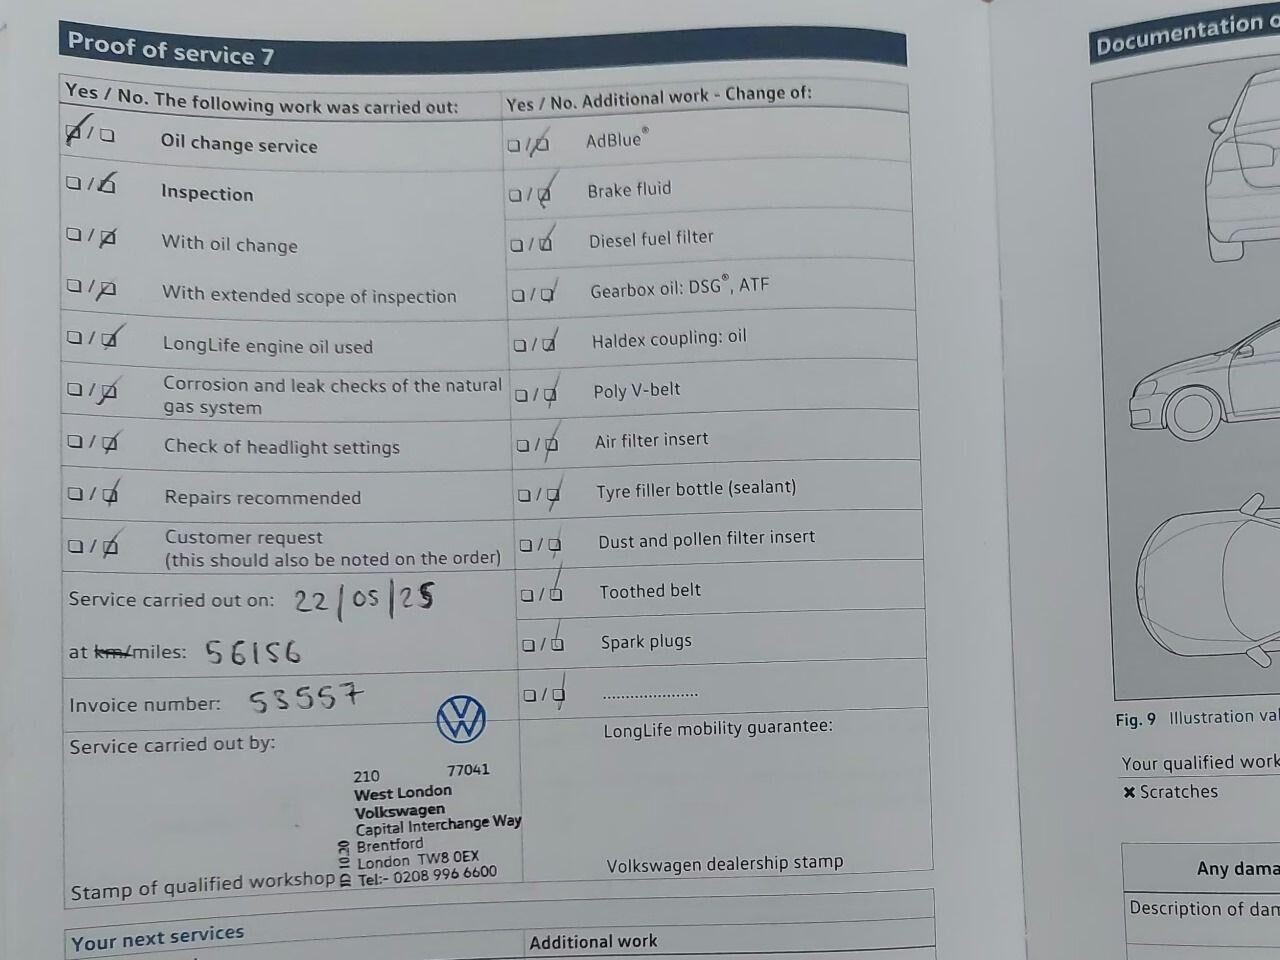 Proof of service 7
Yes / No. The following work was carried out:
Oil change service
Inspection
With oil change
With extended scope of inspection
LongLife engine oil used
Corrosion and leak checks of the natural
gas system
Check of headlight settings
Repairs recommended
Customer request
(this should also be noted on the order)
Service carried out on: 22/05/25
at km/miles: 56156
Invoice number: 53557
Service carried out by:
210 77041
West London
Volkswagen
Capital Interchange Way
Brentford
London TW8 0EX
Tel:- 0208 996 6600
Stamp of qualified workshop
Yes / No. Additional work - Change of:
AdBlue®
Brake fluid
Diesel fuel filter
Gearbox oil: DSG®, ATF
Haldex coupling: oil
Poly V-belt
Air filter insert
Tyre filler bottle (sealant)
Dust and pollen filter insert
Toothed belt
Spark plugs
.....................
LongLife mobility guarantee:
Volkswagen dealership stamp
Your next services
Additional work
Documentation o
Fig. 9 Illustration val
Your qualified work
× Scratches
Any dama
Description of dam